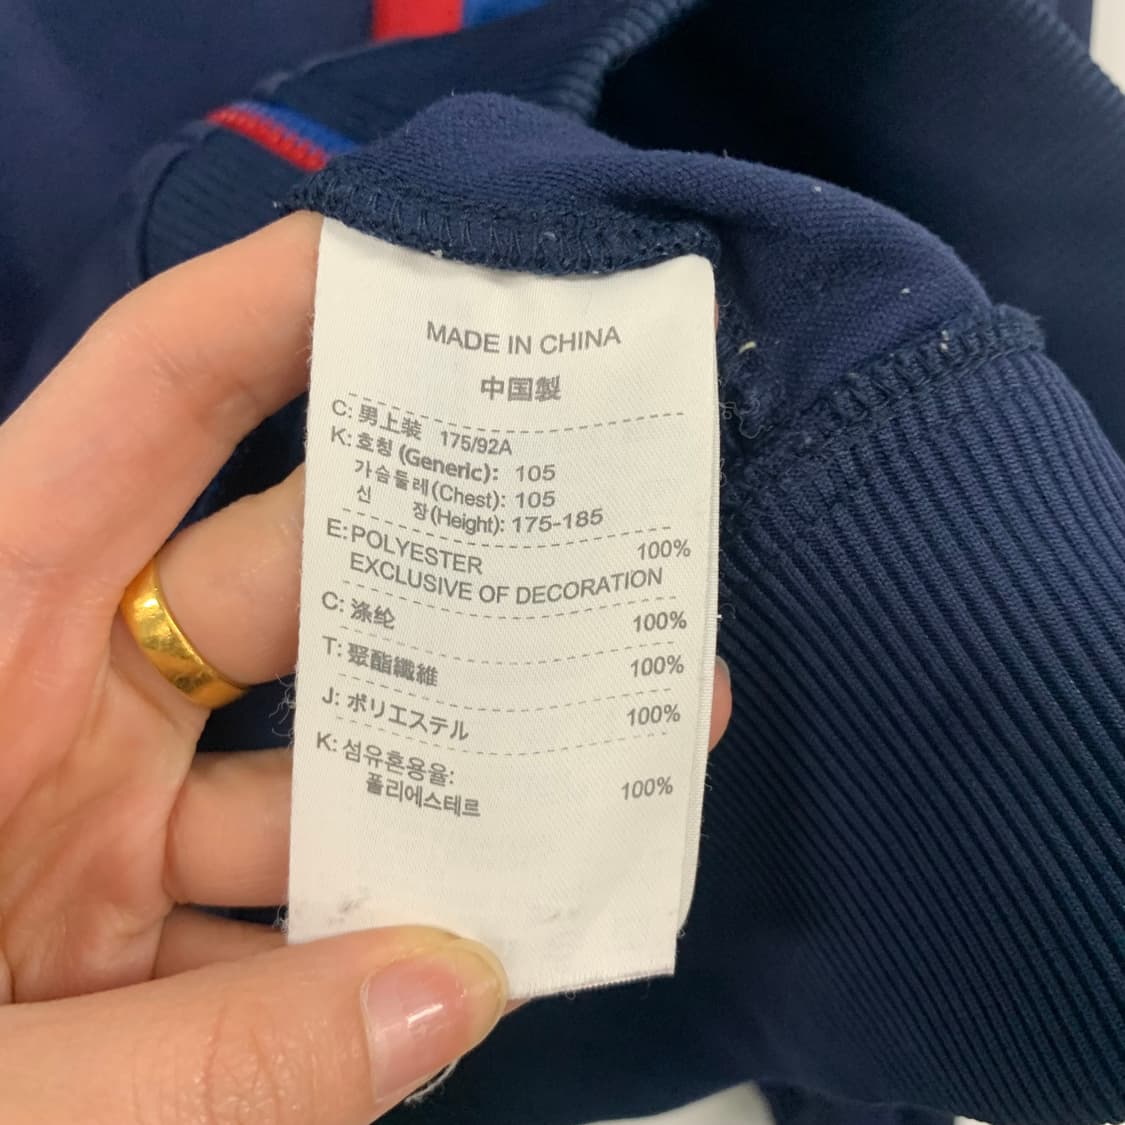 MADE IN CHINA
中国製
C: 男上装 175/92A
K: 호칭 (Generic): 105
가슴둘레(Chest): 105
신 장(Height): 175-185
E: POLYESTER 100%
EXCLUSIVE OF DECORATION
C: 涤纶 100%
T: 聚酯纖維 100%
J: ポリエステル 100%
K: 섬유혼용율:
폴리에스테르 100%